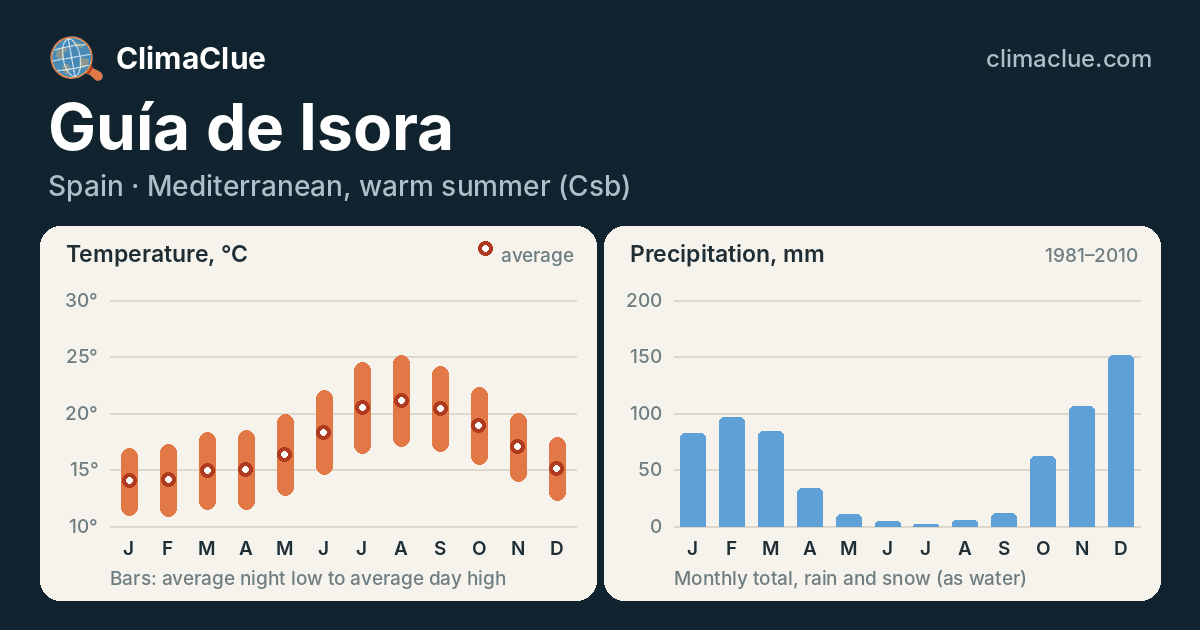 ClimaClue
climaclue.com
Guía de Isora
Spain · Mediterranean, warm summer (Csb)
Temperature, °C
average
30°
25°
20°
15°
10°
J F M A M J J A S O N D
Bars: average night low to average day high
Precipitation, mm
1981–2010
200
150
100
50
0
J F M A M J J A S O N D
Monthly total, rain and snow (as water)